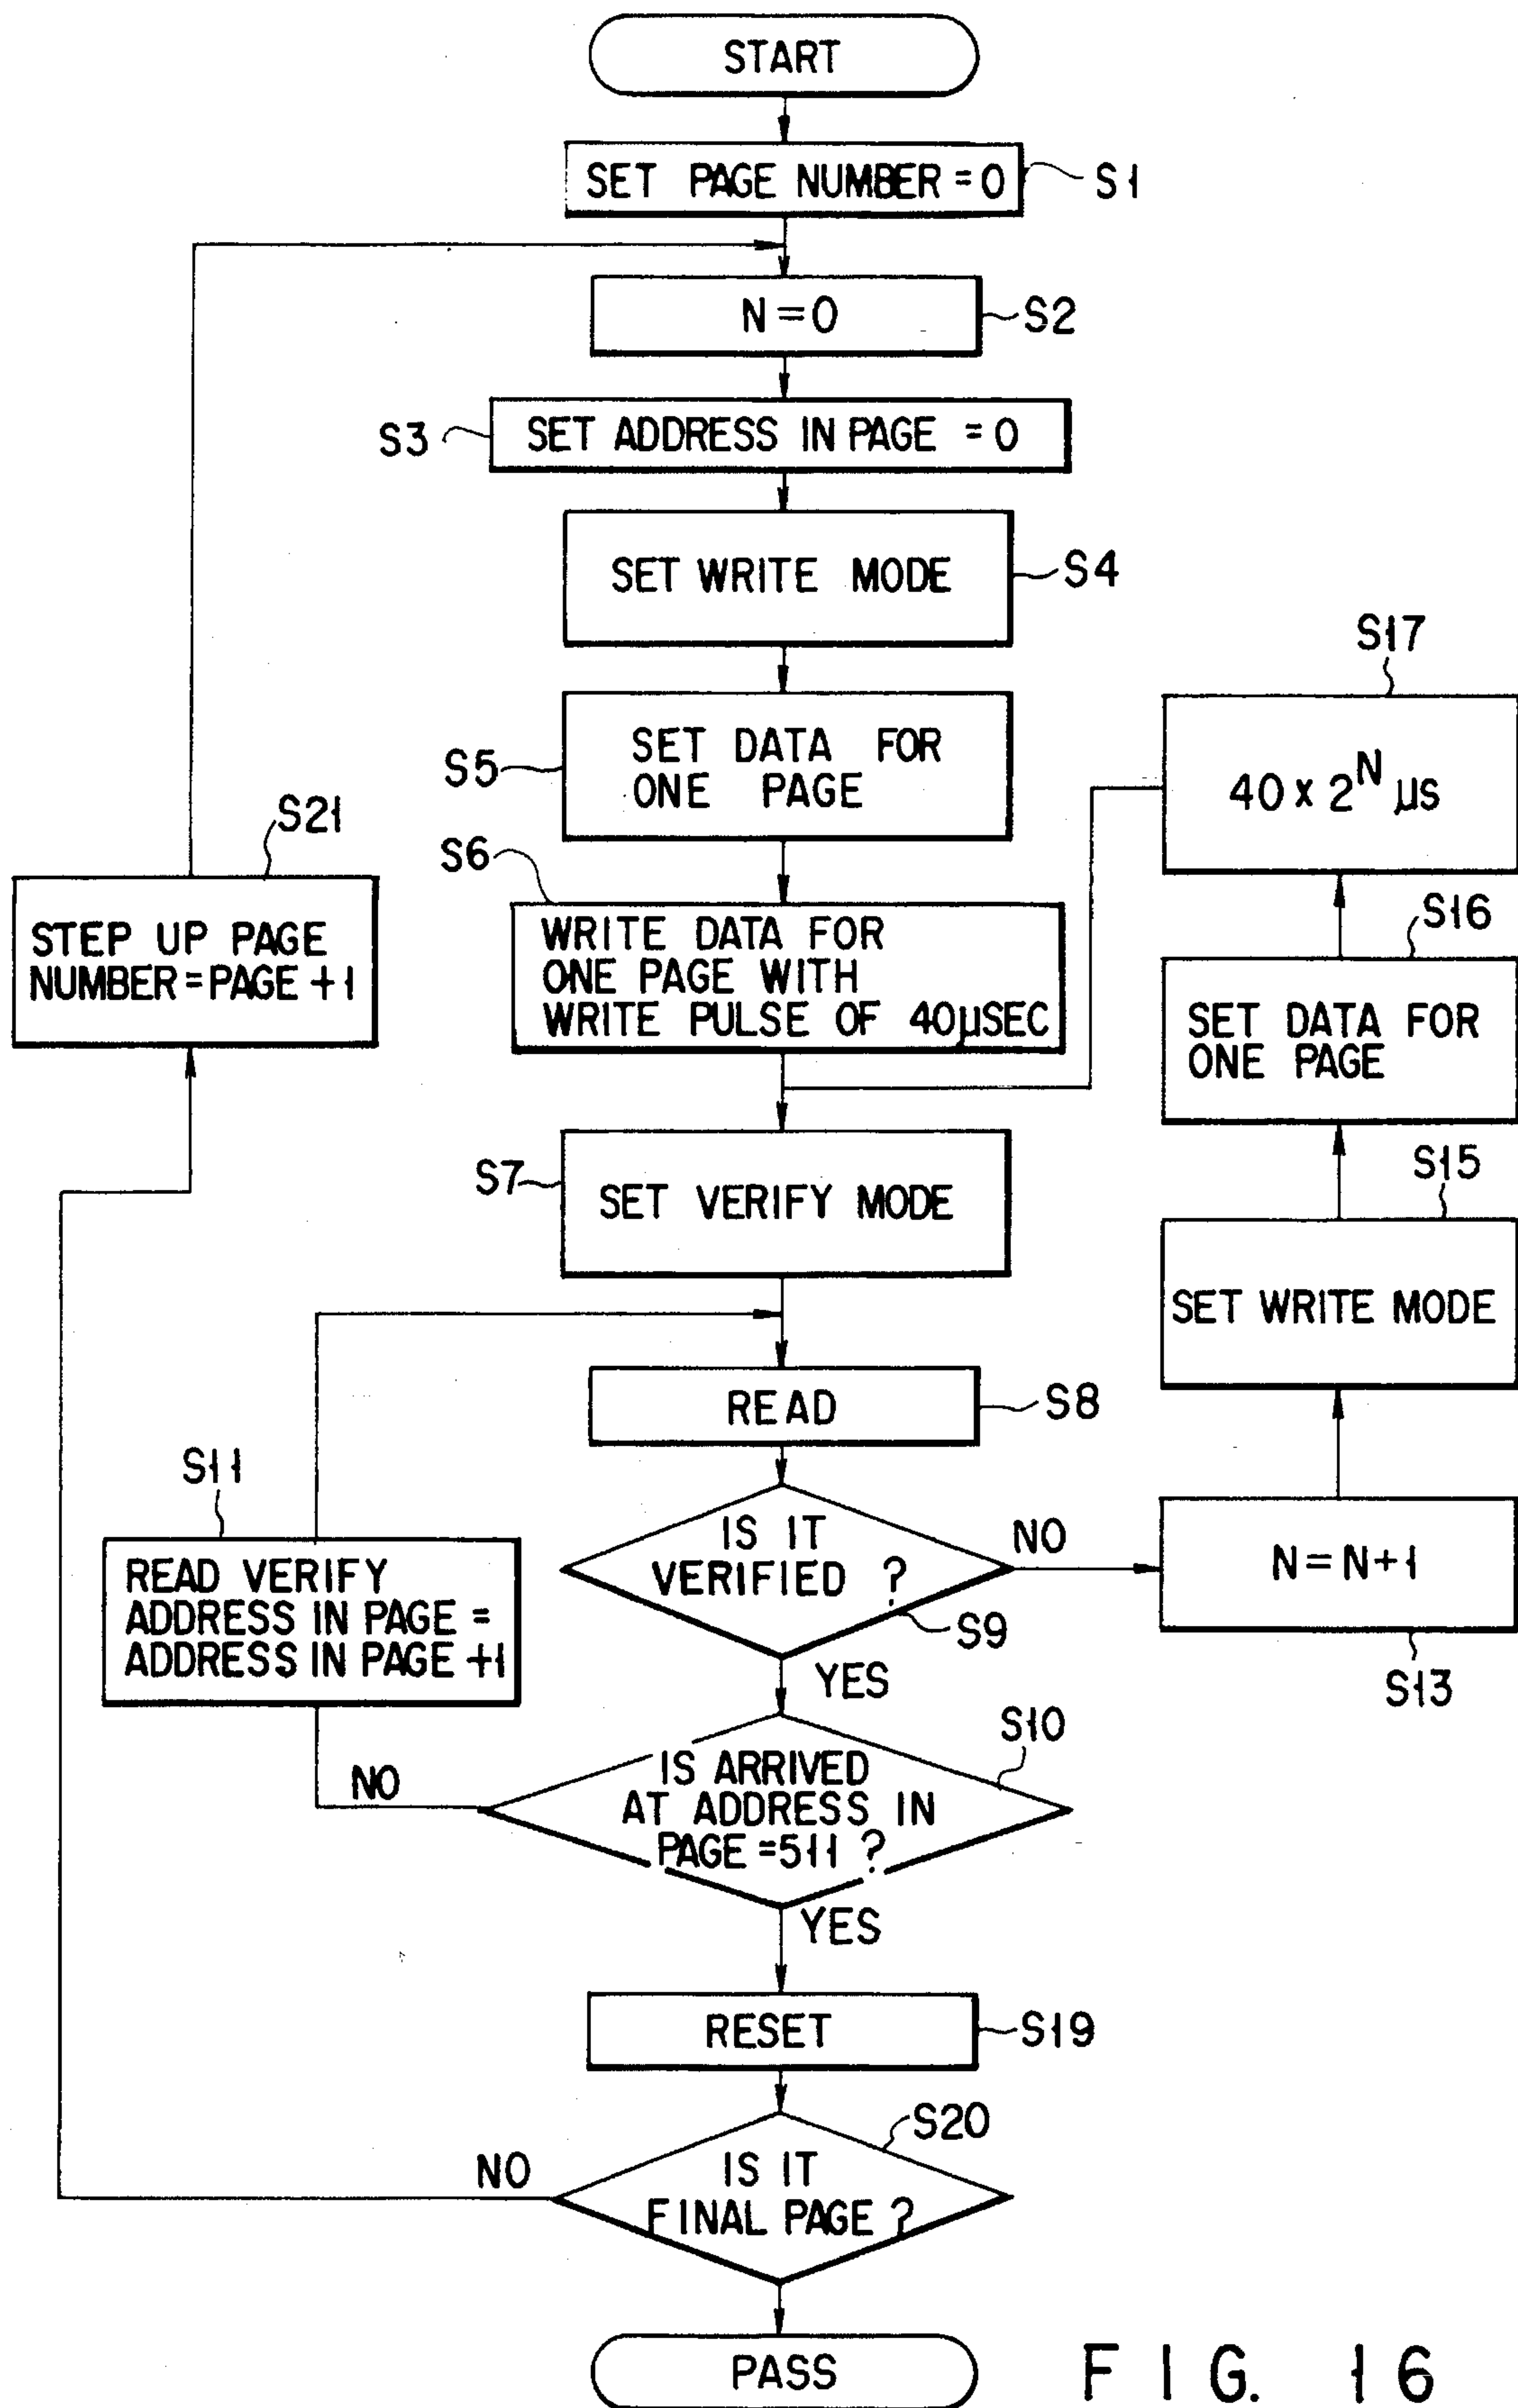 START
SET PAGE NUMBER = 0
S1
N = 0
S2
S3
SET ADDRESS IN PAGE = 0
SET WRITE MODE
S4
S5
SET DATA FOR
ONE PAGE
S6
WRITE DATA FOR
ONE PAGE WITH
WRITE PULSE OF 40µSEC
S7
SET VERIFY MODE
READ
S8
IS IT
VERIFIED ?
S9
NO
YES
N = N+1
S13
SET WRITE MODE
S15
SET DATA FOR
ONE PAGE
S16
40 x 2^N µs
S17
IS ARRIVED
AT ADDRESS IN
PAGE = 511 ?
S10
NO
YES
S11
READ VERIFY
ADDRESS IN PAGE =
ADDRESS IN PAGE +1
RESET
S19
IS IT
FINAL PAGE ?
S20
NO
S21
STEP UP PAGE
NUMBER = PAGE +1
PASS
FIG. 16